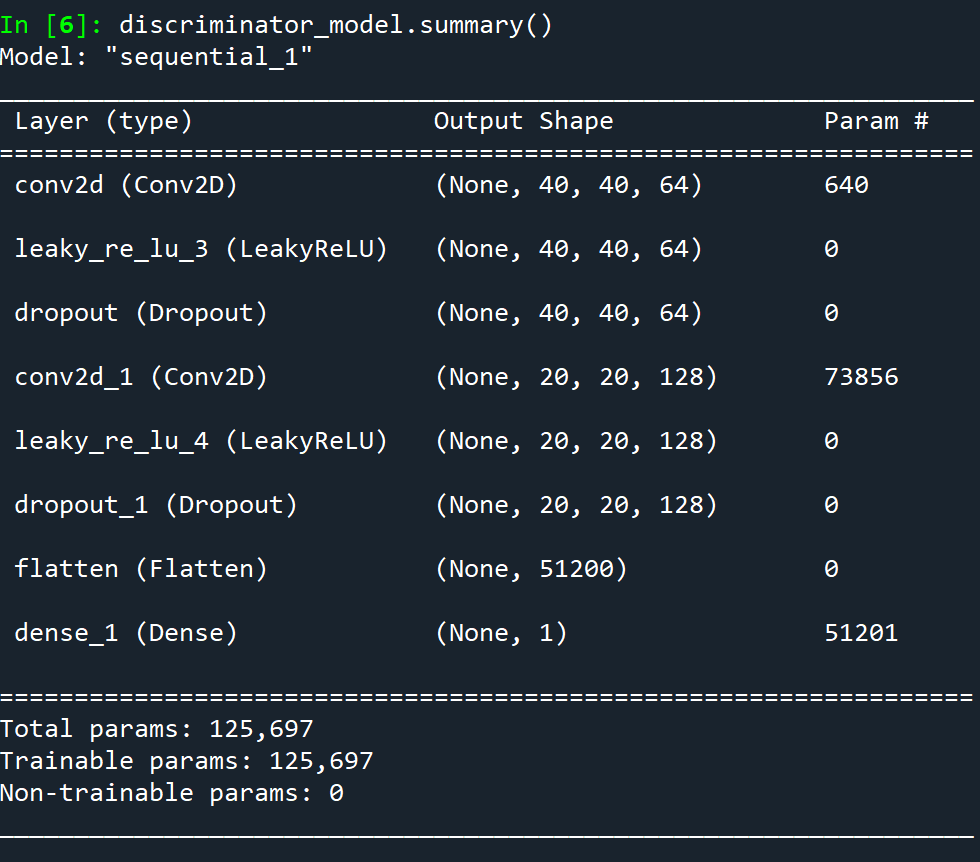 In [6]: discriminator_model.summary()
Model: "sequential_1"
_________________________________________________________________
 Layer (type)                Output Shape              Param #
=================================================================
 conv2d (Conv2D)             (None, 40, 40, 64)        640
 leaky_re_lu_3 (LeakyReLU)   (None, 40, 40, 64)        0
 dropout (Dropout)           (None, 40, 40, 64)        0
 conv2d_1 (Conv2D)           (None, 20, 20, 128)       73856
 leaky_re_lu_4 (LeakyReLU)   (None, 20, 20, 128)       0
 dropout_1 (Dropout)         (None, 20, 20, 128)       0
 flatten (Flatten)           (None, 51200)             0
 dense_1 (Dense)             (None, 1)                 51201
=================================================================
Total params: 125,697
Trainable params: 125,697
Non-trainable params: 0
_________________________________________________________________